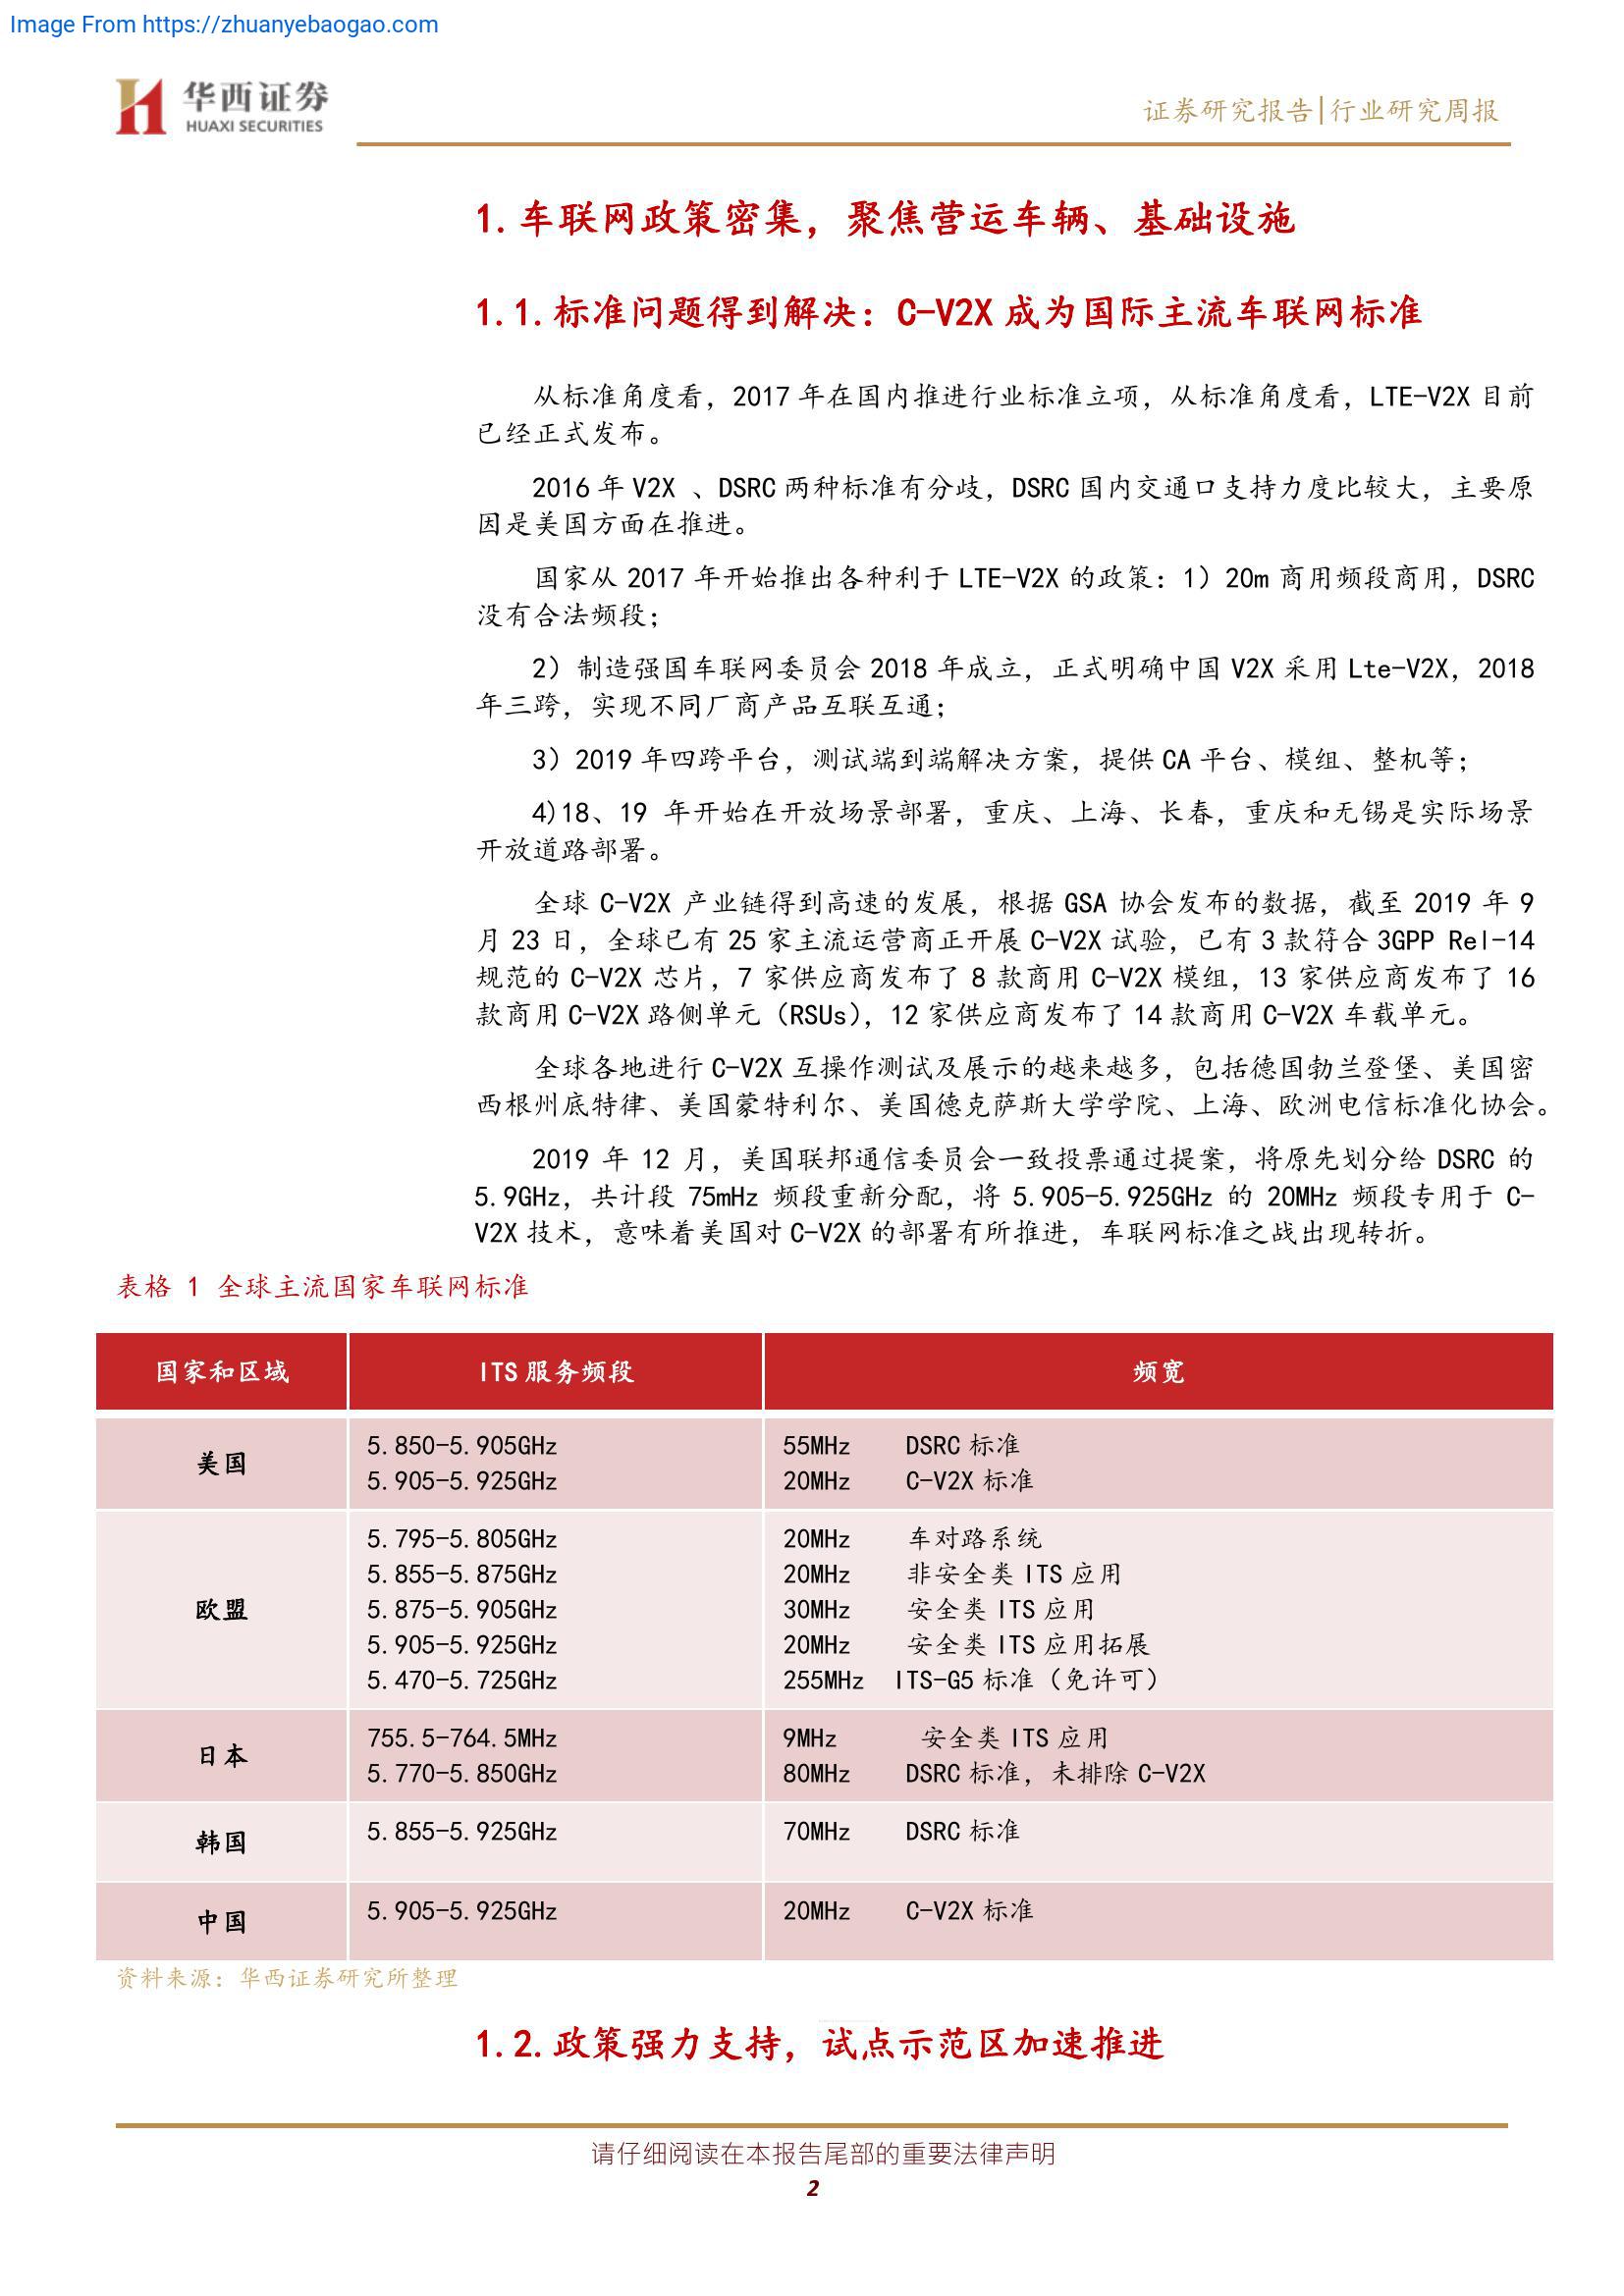 Image From https://zhuanyebaogao.com
华西证券
HUAXI SECURITIES
证券研究报告|行业研究周报
1.车联网政策密集，聚焦营运车辆、基础设施
1.1.标准问题得到解决：C-V2X 成为国际主流车联网标准
从标准角度看，2017 年在国内推进行业标准立项，从标准角度看，LTE-V2X 目前
已经正式发布。
2016 年 V2X 、DSRC 两种标准有分歧，DSRC 国内交通口支持力度比较大，主要原
因是美国方面在推进。
国家从 2017 年开始推出各种利于 LTE-V2X 的政策：1）20m 商用频段商用，DSRC
没有合法频段；
2）制造强国车联网委员会 2018 年成立，正式明确中国 V2X 采用 Lte-V2X，2018
年三跨，实现不同厂商产品互联互通；
3）2019 年四跨平台，测试端到端解决方案，提供 CA 平台、模组、整机等；
4)18、19 年开始在开放场景部署，重庆、上海、长春，重庆和无锡是实际场景
开放道路部署。
全球 C-V2X 产业链得到高速的发展，根据 GSA 协会发布的数据，截至 2019 年 9
月 23 日，全球已有 25 家主流运营商正开展 C-V2X 试验，已有 3 款符合 3GPP Rel-14
规范的 C-V2X 芯片，7 家供应商发布了 8 款商用 C-V2X 模组，13 家供应商发布了 16
款商用 C-V2X 路侧单元（RSUs），12 家供应商发布了 14 款商用 C-V2X 车载单元。
全球各地进行 C-V2X 互操作测试及展示的越来越多，包括德国勃兰登堡、美国密
西根州底特律、美国蒙特利尔、美国德克萨斯大学学院、上海、欧洲电信标准化协会。
2019 年 12 月，美国联邦通信委员会一致投票通过提案，将原先划分给 DSRC 的
5.9GHz，共计段 75mHz 频段重新分配，将 5.905-5.925GHz 的 20MHz 频段专用于 C-
V2X 技术，意味着美国对 C-V2X 的部署有所推进，车联网标准之战出现转折。
表格 1 全球主流国家车联网标准
国家和区域 ITS 服务频段 频宽
美国
5.850-5.905GHz 55MHz DSRC 标准
5.905-5.925GHz 20MHz C-V2X 标准
欧盟
5.795-5.805GHz 20MHz 车对路系统
5.855-5.875GHz 20MHz 非安全类 ITS 应用
5.875-5.905GHz 30MHz 安全类 ITS 应用
5.905-5.925GHz 20MHz 安全类 ITS 应用拓展
5.470-5.725GHz 255MHz ITS-G5 标准（免许可）
日本
755.5-764.5MHz 9MHz 安全类 ITS 应用
5.770-5.850GHz 80MHz DSRC 标准，未排除 C-V2X
韩国
5.855-5.925GHz 70MHz DSRC 标准
中国
5.905-5.925GHz 20MHz C-V2X 标准
资料来源：华西证券研究所整理
1.2.政策强力支持，试点示范区加速推进
请仔细阅读在本报告尾部的重要法律声明
2